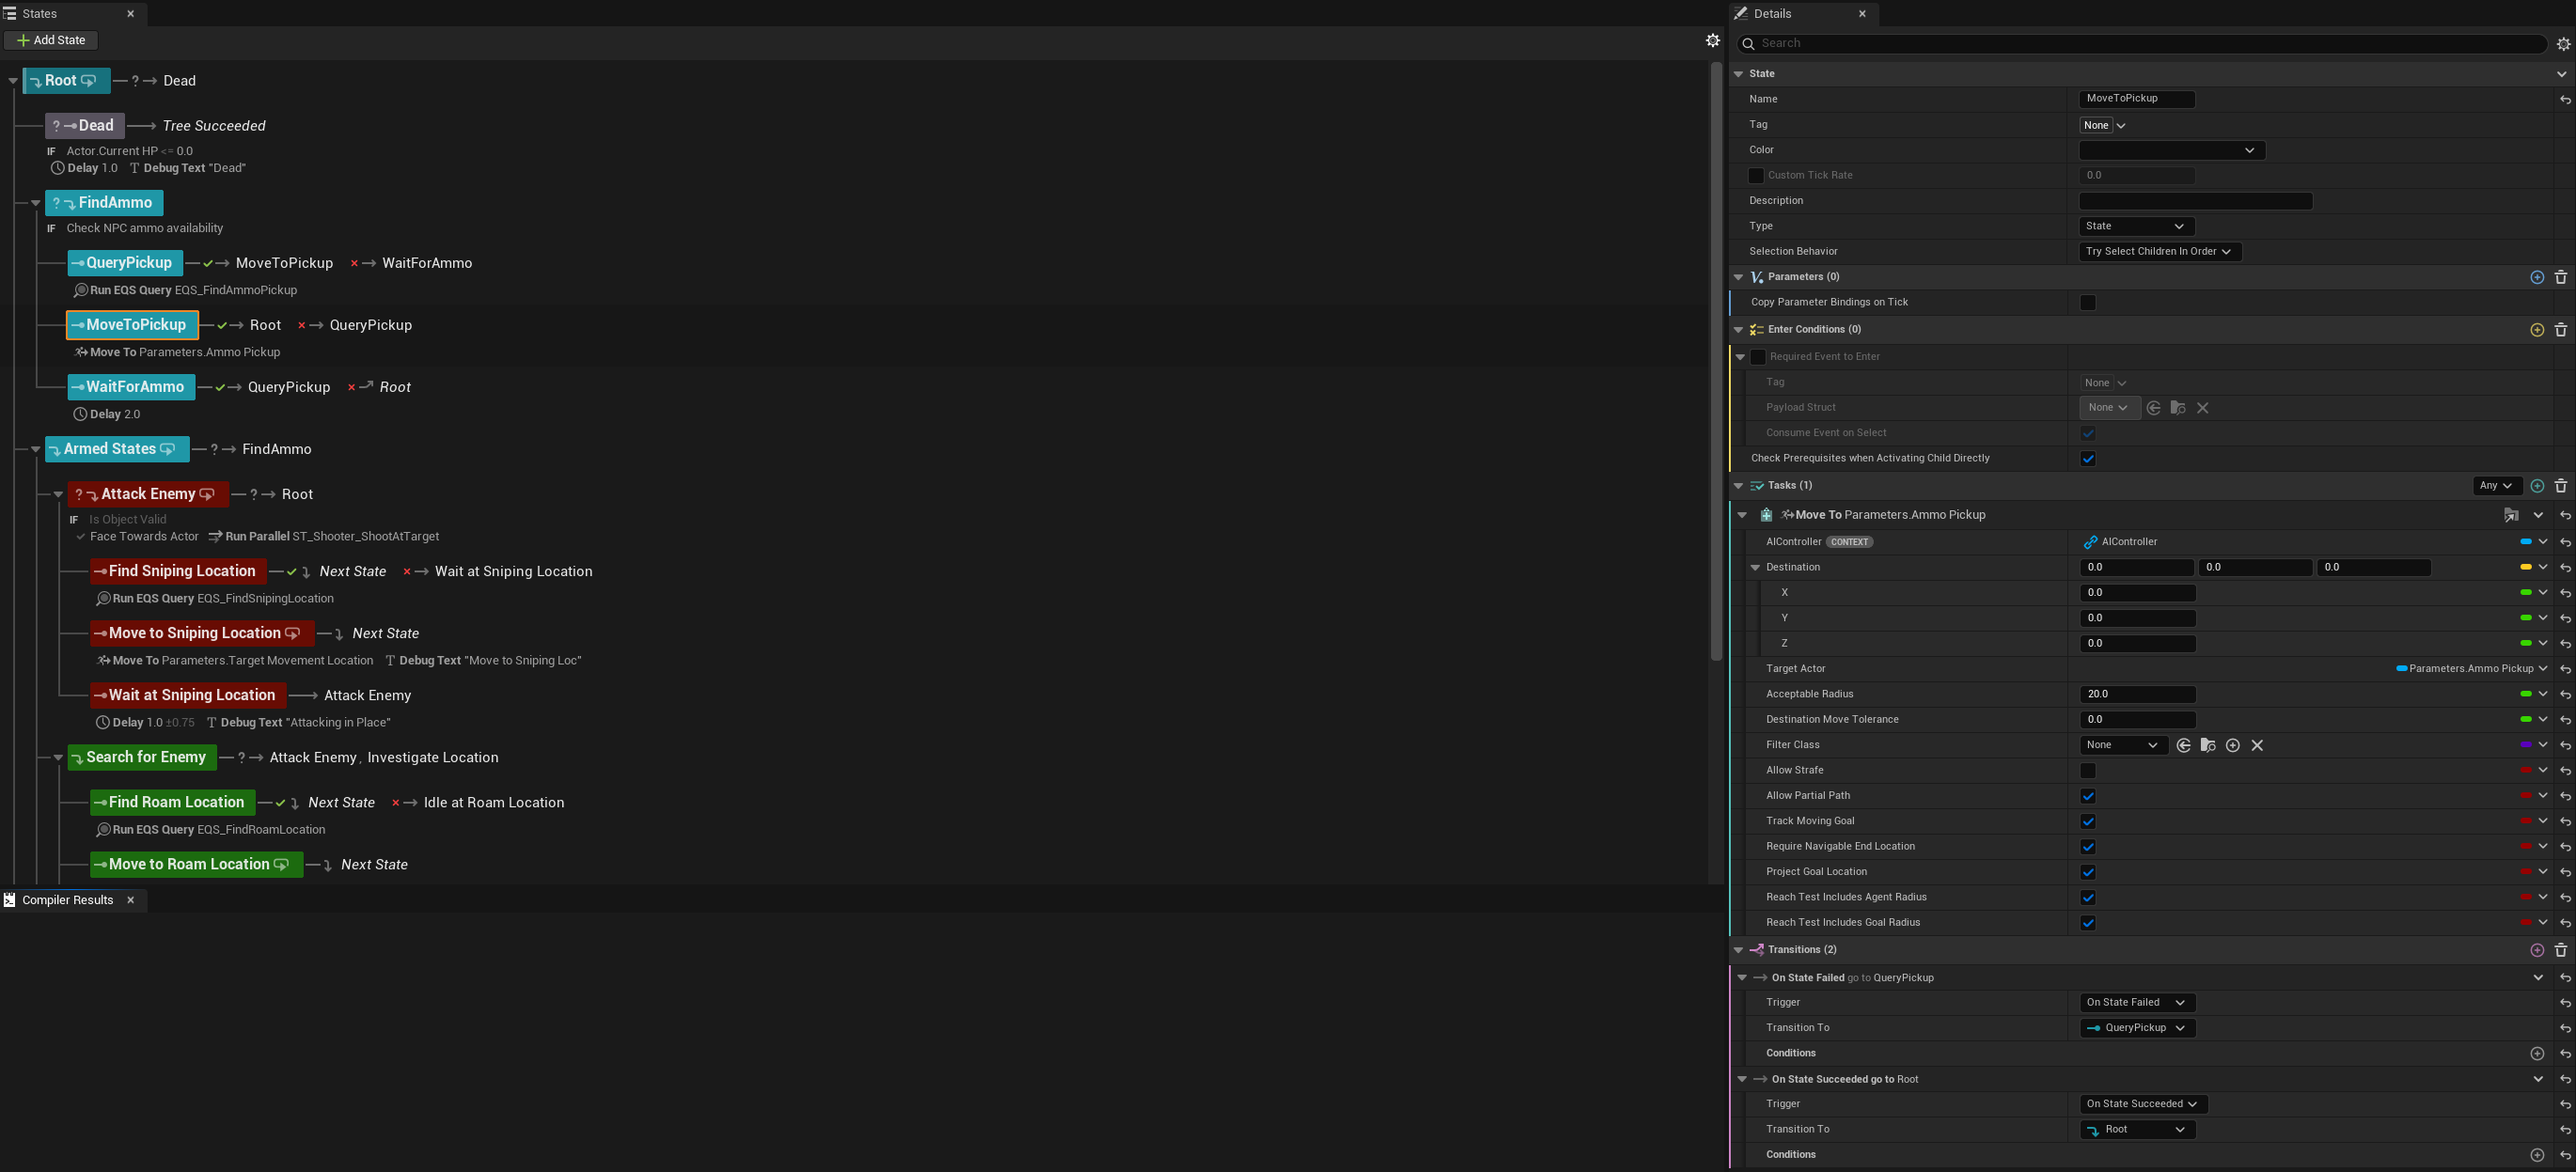 States
Add State
Root ? Dead
? Dead Tree Succeeded
IF Actor.Current HP <= 0.0
Delay 1.0 Debug Text "Dead"
? FindAmmo
IF Check NPC ammo availability
QueryPickup MoveToPickup WaitForAmmo
Run EQS Query EQS_FindAmmoPickup
MoveToPickup Root QueryPickup
Move To Parameters.Ammo Pickup
WaitForAmmo QueryPickup Root
Delay 2.0
Armed States ? FindAmmo
? Attack Enemy ? Root
IF Is Object Valid
Face Towards Actor Run Parallel ST_Shooter_ShootAtTarget
Find Sniping Location Next State Wait at Sniping Location
Run EQS Query EQS_FindSnipingLocation
Move to Sniping Location Next State
Move To Parameters.Target Movement Location Debug Text "Move to Sniping Loc"
Wait at Sniping Location Attack Enemy
Delay 1.0 ±0.75 Debug Text "Attacking in Place"
Search for Enemy ? Attack Enemy, Investigate Location
Find Roam Location Next State Idle at Roam Location
Run EQS Query EQS_FindRoamLocation
Move to Roam Location Next State
Compiler Results
Details
Search
State
Name MoveToPickup
Tag None
Color
Custom Tick Rate 0.0
Description
Type State
Selection Behavior Try Select Children In Order
Parameters (0)
Copy Parameter Bindings on Tick
Enter Conditions (0)
Required Event to Enter
Tag None
Payload Struct None
Consume Event on Select
Check Prerequisites when Activating Child Directly
Tasks (1) Any
Move To Parameters.Ammo Pickup
AIController CONTEXT AIController
Destination 0.0 0.0 0.0
X 0.0
Y 0.0
Z 0.0
Target Actor Parameters.Ammo Pickup
Acceptable Radius 20.0
Destination Move Tolerance 0.0
Filter Class None
Allow Strafe
Allow Partial Path
Track Moving Goal
Require Navigable End Location
Project Goal Location
Reach Test Includes Agent Radius
Reach Test Includes Goal Radius
Transitions (2)
On State Failed go to QueryPickup
Trigger On State Failed
Transition To QueryPickup
Conditions
On State Succeeded go to Root
Trigger On State Succeeded
Transition To Root
Conditions